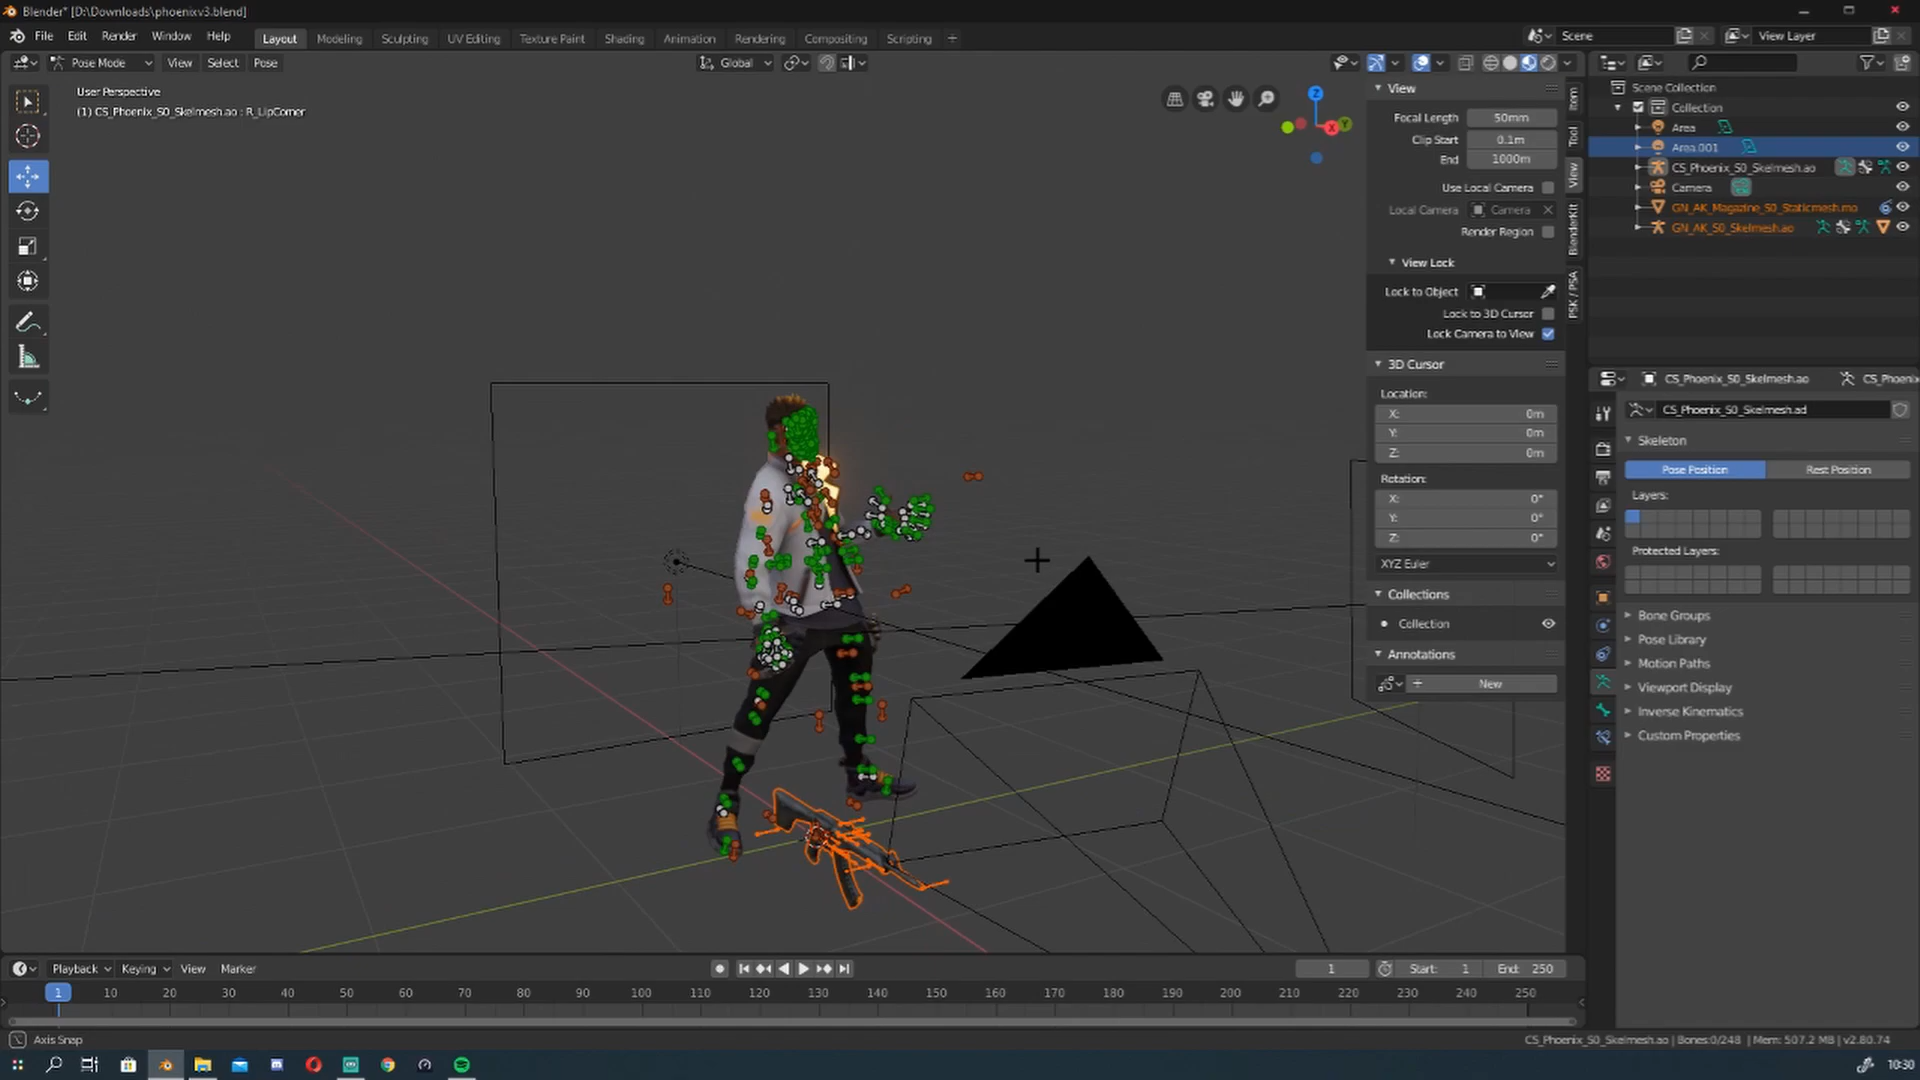 Blender* [D:\Downloads\phoenixv3.blend]
File Edit Render Window Help Layout Modeling Sculpting UV Editing Texture Paint Shading Animation Rendering Compositing Scripting + Scene View Layer
Pose Mode View Select Pose Global
User Perspective
(1) CS_Phoenix_S0_Skelmesh.ao : R_LipCorner
Z
X
Y
View
Focal Length 50mm
Clip Start 0.1m
End 1000m
Use Local Camera
Local Camera Camera
Render Region
View Lock
Lock to Object
Lock to 3D Cursor
Lock Camera to View
3D Cursor
Location:
X: 0m
Y: 0m
Z: 0m
Rotation:
X: 0°
Y: 0°
Z: 0°
XYZ Euler
Collections
Collection
Annotations
New
Item
Tool
View
BlenderKit
PSK / PSA
Scene Collection
Collection
Area
Area.001
CS_Phoenix_S0_Skelmesh.ao
Camera
GN_AK_Magazine_S0_Staticmesh.mo
GN_AK_S0_Skelmesh.ao
CS_Phoenix_S0_Skelmesh.ao CS_Phoenix
CS_Phoenix_S0_Skelmesh.ad
Skeleton
Pose Position Rest Position
Layers:
Protected Layers:
Bone Groups
Pose Library
Motion Paths
Viewport Display
Inverse Kinematics
Custom Properties
Playback Keying View Marker 1 Start: 1 End: 250
1 10 20 30 40 50 60 70 80 90 100 110 120 130 140 150 160 170 180 190 200 210 220 230 240 250
Axis Snap
CS_Phoenix_S0_Skelmesh.ao | Bones:0/248 | Mem: 507.2 MB | v2.80.74
10:30